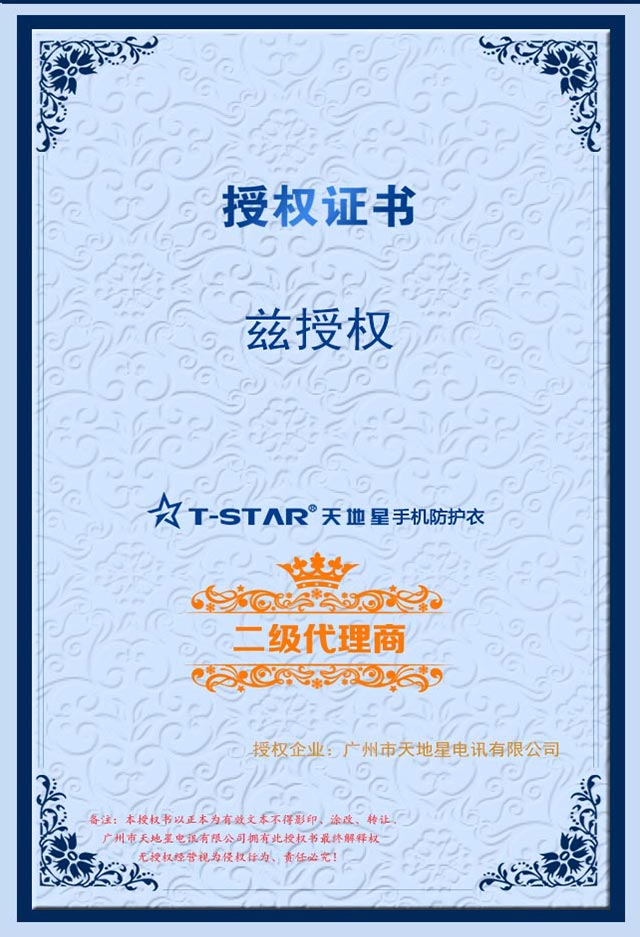 授权证书
兹授权
T-STAR® 天地星手机防护衣
二级代理商
授权企业：广州市天地星电讯有限公司
备注：本授权书以正本为有效文本不得影印、涂改、转让、
广州市天地星电讯有限公司拥有此授权书最终解释权
无授权经营视为侵权行为、责任必究！